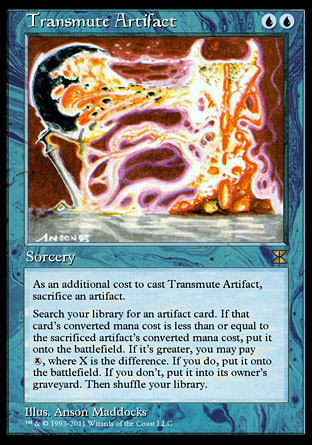 Transmute Artifact
ANSON93
Sorcery
As an additional cost to cast Transmute Artifact,
sacrifice an artifact.
Search your library for an artifact card. If that
card's converted mana cost is less than or equal to
the sacrificed artifact's converted mana cost, put it
onto the battlefield. If it's greater, you may pay
X, where X is the difference. If you do, put it onto
the battlefield. If you don't, put it into its owner's
graveyard. Then shuffle your library.
Illus. Anson Maddocks
™ & © 1993-2011 Wizards of the Coast LLC